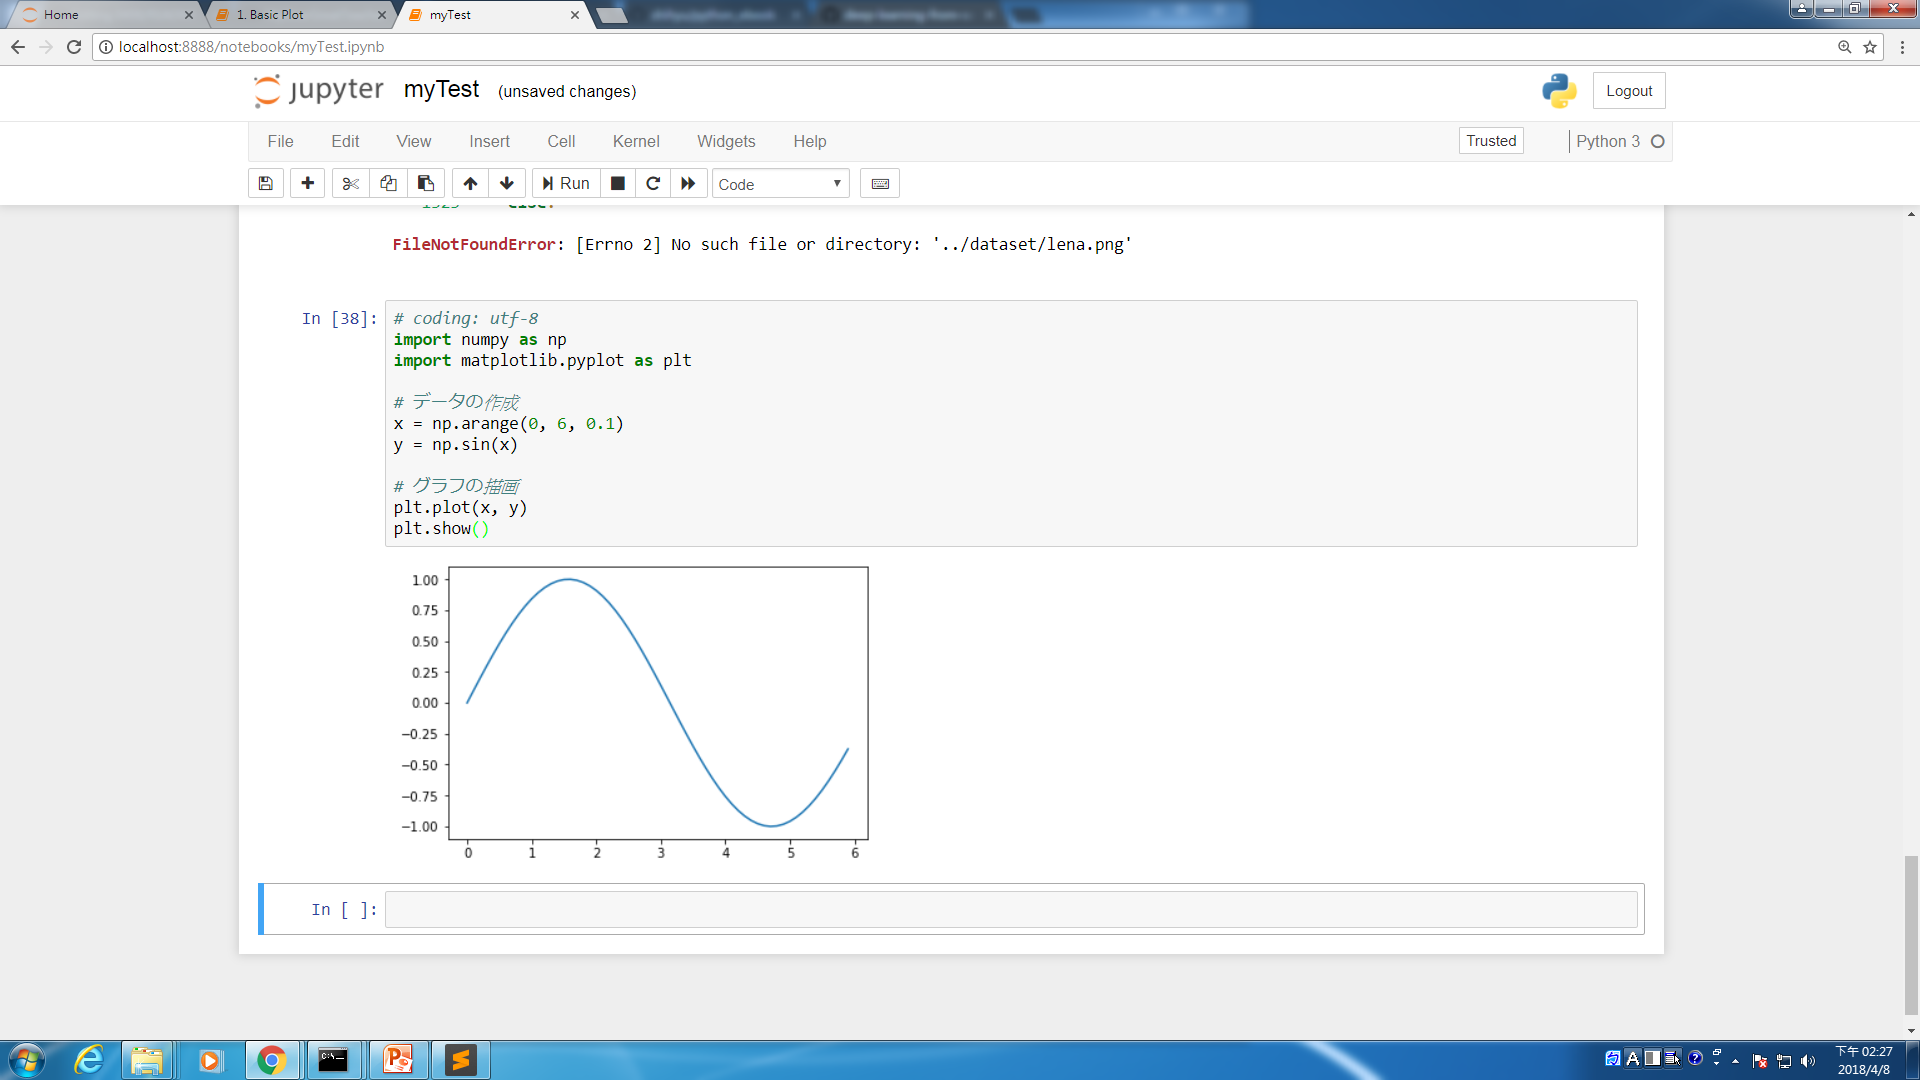 Home
1. Basic Plot
myTest
localhost:8888/notebooks/myTest.ipynb
jupyter myTest (unsaved changes)
Logout
File Edit View Insert Cell Kernel Widgets Help
Trusted
Python 3
Run
Code
FileNotFoundError: [Errno 2] No such file or directory: '../dataset/lena.png'
In [38]:
# coding: utf-8
import numpy as np
import matplotlib.pyplot as plt
# データの作成
x = np.arange(0, 6, 0.1)
y = np.sin(x)
# グラフの描画
plt.plot(x, y)
plt.show()
1.00
0.75
0.50
0.25
0.00
−0.25
−0.50
−0.75
−1.00
0 1 2 3 4 5 6
In [ ]:
下午 02:27
2018/4/8